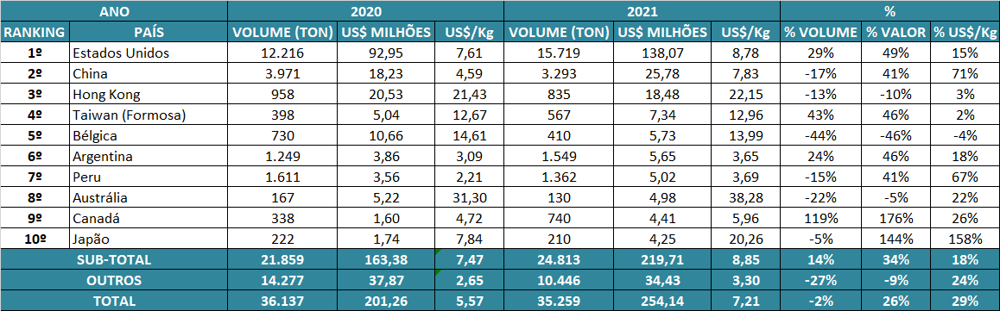 ANO 2020 2021 %
RANKING PAÍS VOLUME (TON) US$ MILHÕES US$/Kg VOLUME (TON) US$ MILHÕES US$/Kg % VOLUME % VALOR % US$/Kg
1º Estados Unidos 12.216 92,95 7,61 15.719 138,07 8,78 29% 49% 15%
2º China 3.971 18,23 4,59 3.293 25,78 7,83 -17% 41% 71%
3º Hong Kong 958 20,53 21,43 835 18,48 22,15 -13% -10% 3%
4º Taiwan (Formosa) 398 5,04 12,67 567 7,34 12,96 43% 46% 2%
5º Bélgica 730 10,66 14,61 410 5,73 13,99 -44% -46% -4%
6º Argentina 1.249 3,86 3,09 1.549 5,65 3,65 24% 46% 18%
7º Peru 1.611 3,56 2,21 1.362 5,02 3,69 -15% 41% 67%
8º Austrália 167 5,22 31,30 130 4,98 38,28 -22% -5% 22%
9º Canadá 338 1,60 4,72 740 4,41 5,96 119% 176% 26%
10º Japão 222 1,74 7,84 210 4,25 20,26 -5% 144% 158%
SUB-TOTAL 21.859 163,38 7,47 24.813 219,71 8,85 14% 34% 18%
OUTROS 14.277 37,87 2,65 10.446 34,43 3,30 -27% -9% 24%
TOTAL 36.137 201,26 5,57 35.259 254,14 7,21 -2% 26% 29%